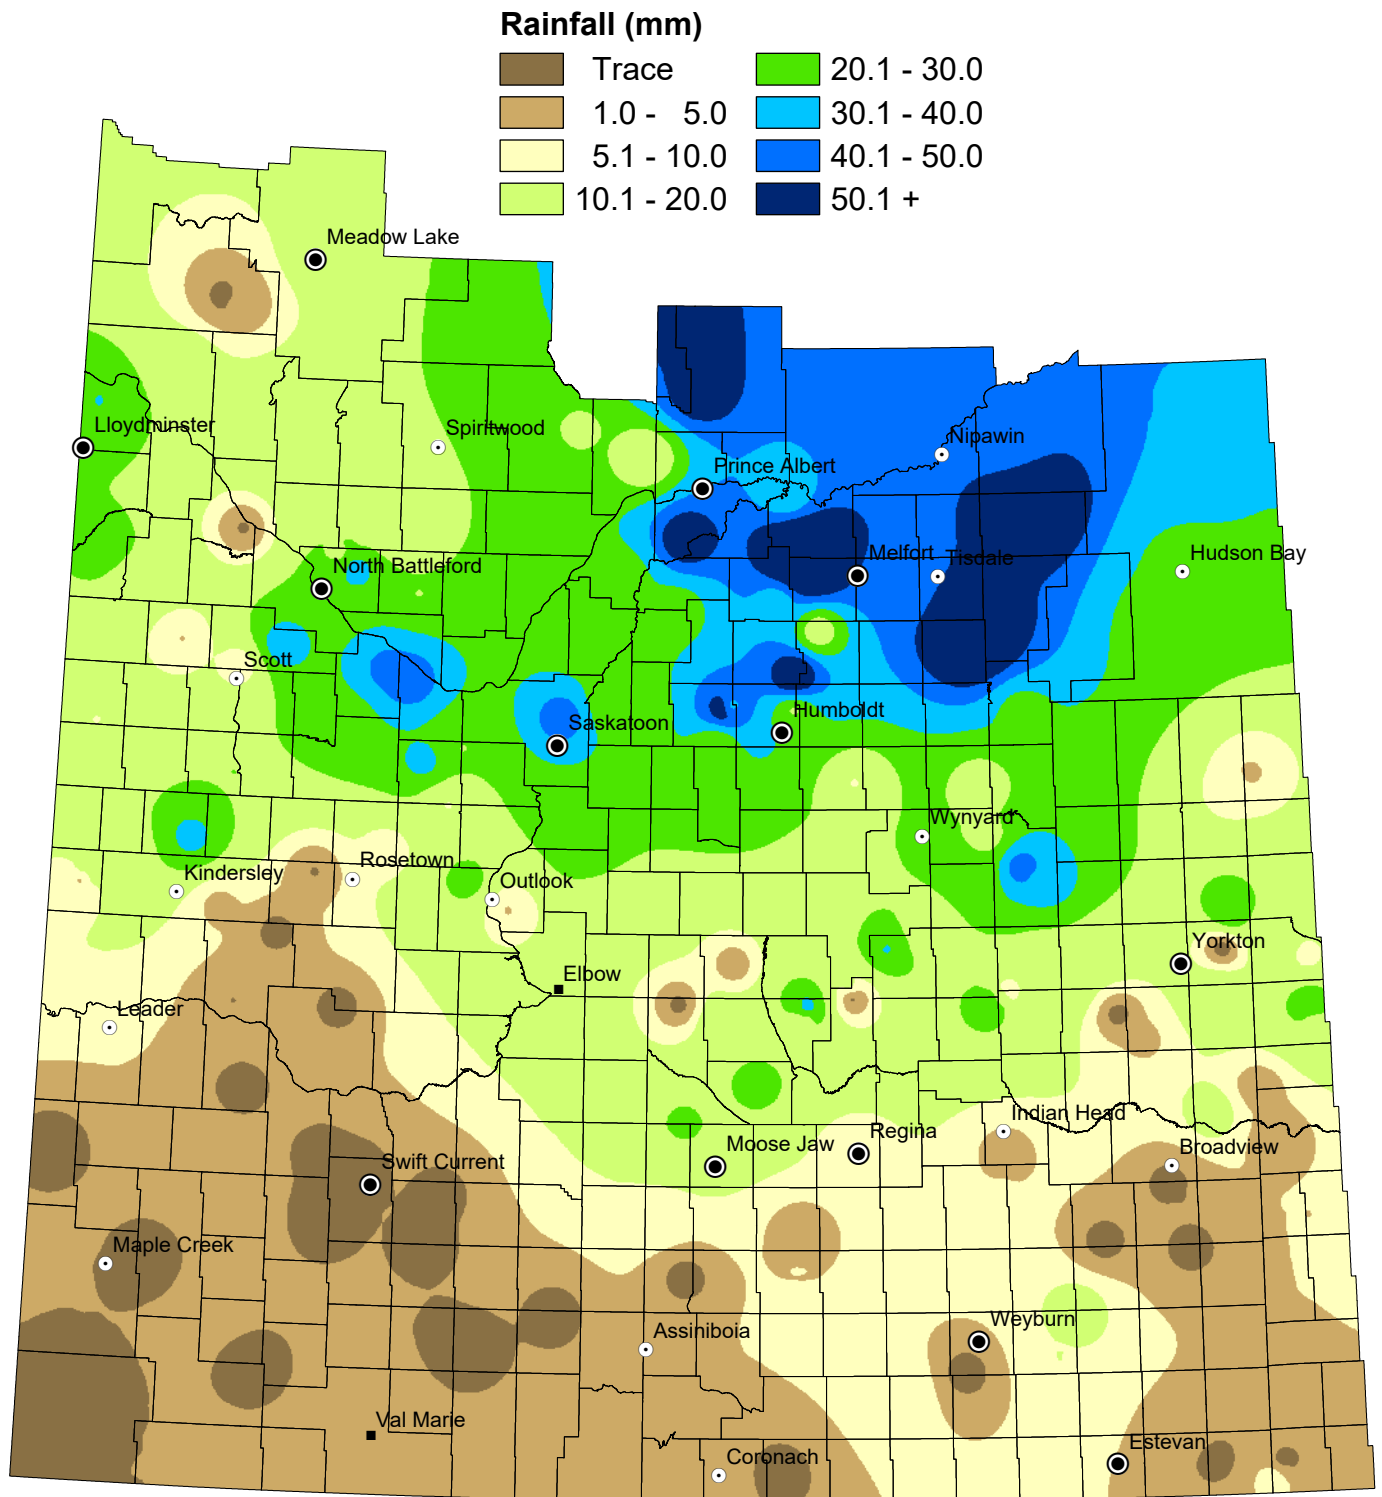 Rainfall (mm)
Trace 20.1 - 30.0
1.0 - 5.0 30.1 - 40.0
5.1 - 10.0 40.1 - 50.0
10.1 - 20.0 50.1 +
Meadow Lake
Lloydminster
Spiritwood
Nipawin
Prince Albert
Melfort
Tisdale
Hudson Bay
North Battleford
Scott
Saskatoon
Humboldt
Wynyard
Rosetown
Kindersley
Outlook
Yorkton
Elbow
Leader
Indian Head
Regina
Moose Jaw
Broadview
Swift Current
Maple Creek
Weyburn
Assiniboia
Val Marie
Estevan
Coronach